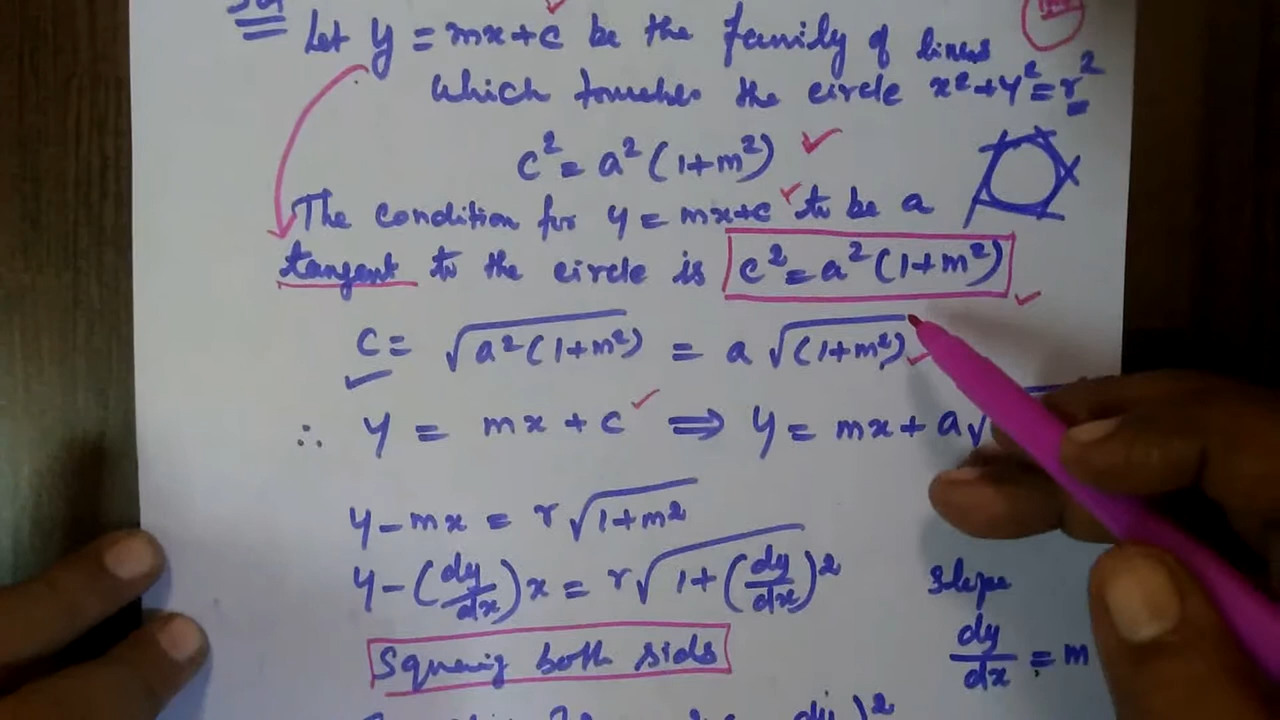 Sol
Let y = mx+c be the family of lines
which touches the circle x²+y²=r²
c² = a²(1+m²)
The condition for y = mx+c to be a
tangent to the circle is c² = a²(1+m²)
c = √a²(1+m²) = a √(1+m²)
∴ y = mx + c ⇒ y = mx + a√
y - mx = r√1+m²
y - (dy/dx)x = r√1+(dy/dx)²
slope
dy/dx = m
Squaring both sids